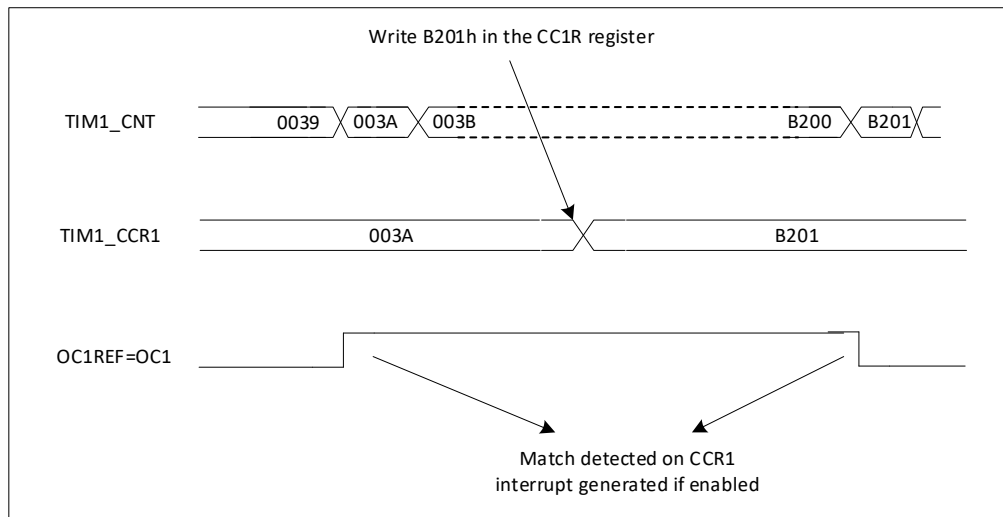 Write B201h in the CC1R register
TIM1_CNT 0039 003A 003B B200 B201
TIM1_CCR1 003A B201
OC1REF=OC1
Match detected on CCR1
interrupt generated if enabled